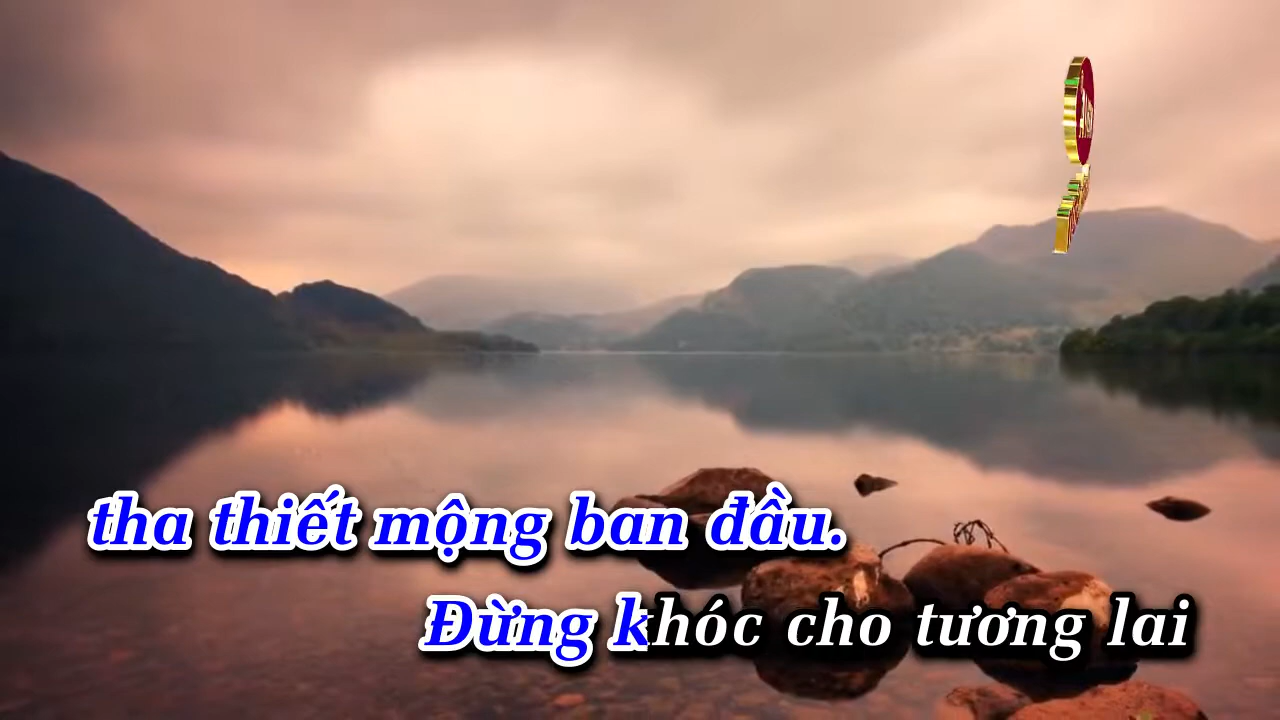 tha thiết mộng ban đầu.
Đừng khóc cho tương lai